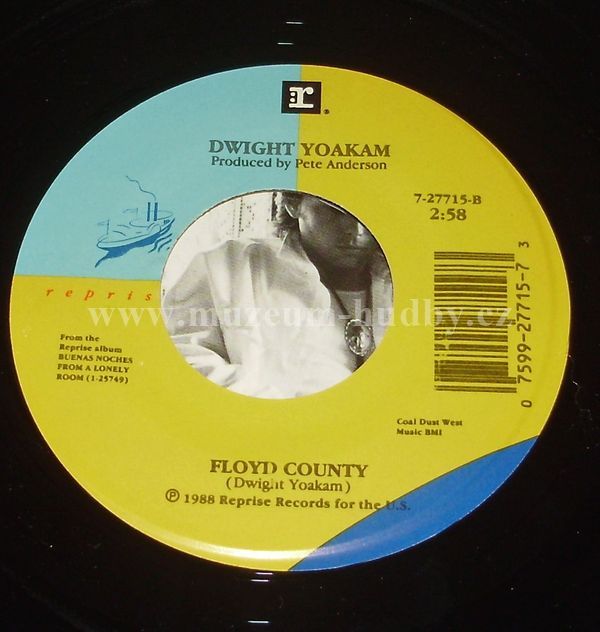 r
DWIGHT YOAKAM
Produced by Pete Anderson
7-27715-B
2:58
repris
www.muzeum-hudby.cz
From the
Reprise album
BUENAS NOCHES
FROM A LONELY
ROOM (1-25749)
0 7599-27715-7 3
Coal Dust West
Music BMI
FLOYD COUNTY
(Dwight Yoakam)
℗ 1988 Reprise Records for the U.S.